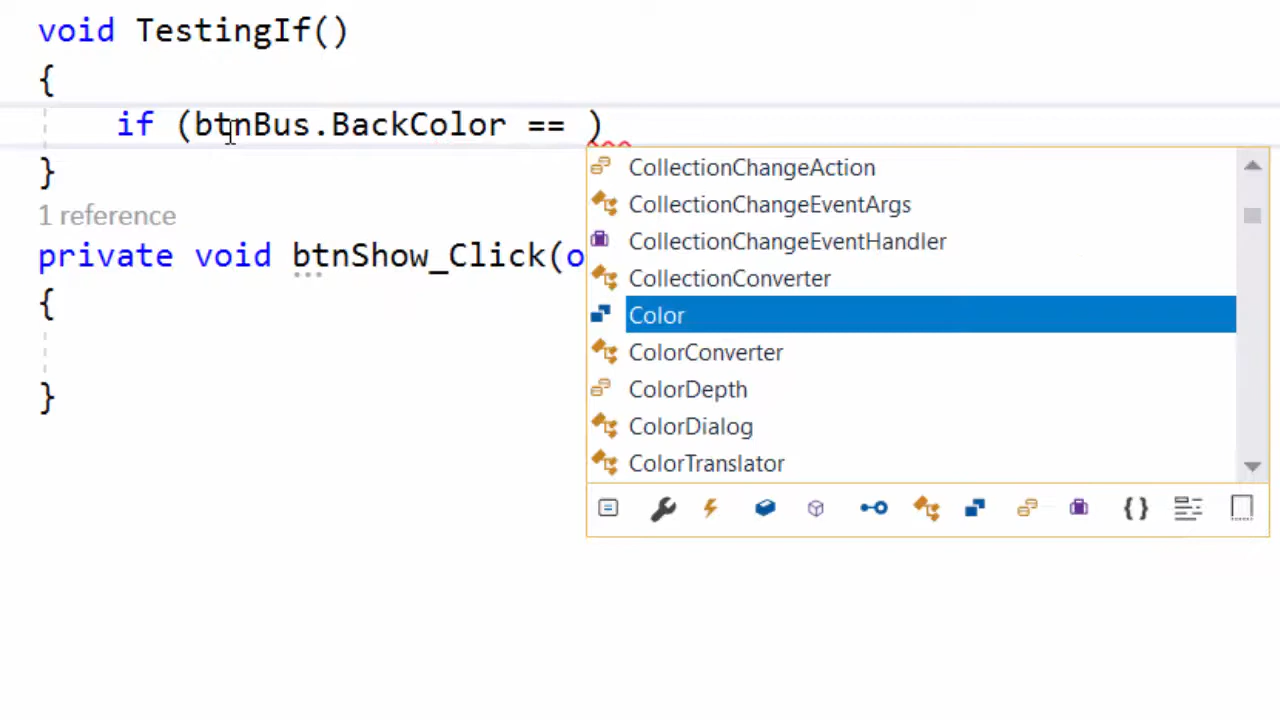 void TestingIf()
{
if (btnBus.BackColor == )
}
1 reference
private void btnShow_Click(o
{
}
CollectionChangeAction
CollectionChangeEventArgs
CollectionChangeEventHandler
CollectionConverter
Color
ColorConverter
ColorDepth
ColorDialog
ColorTranslator